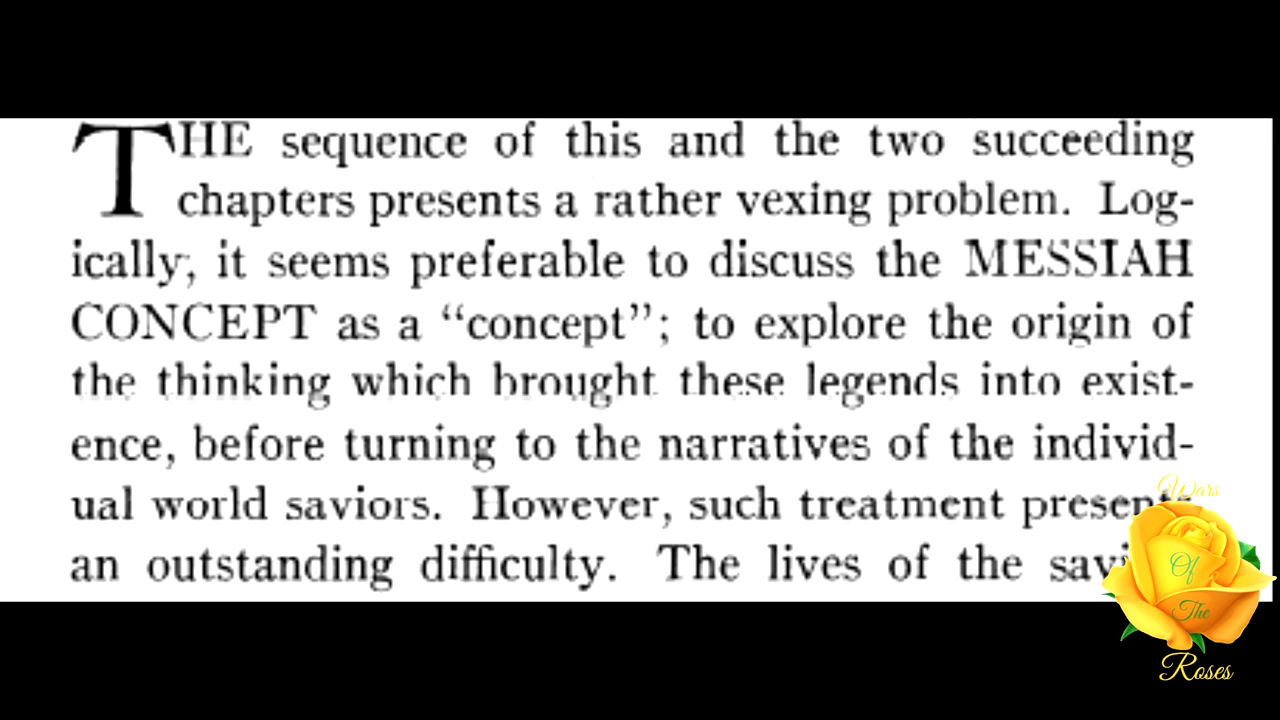 THE sequence of this and the two succeeding
chapters presents a rather vexing problem. Log-
ically, it seems preferable to discuss the MESSIAH
CONCEPT as a “concept”; to explore the origin of
the thinking which brought these legends into exist-
ence, before turning to the narratives of the individ-
ual world saviors. However, such treatment presents
an outstanding difficulty. The lives of the
Wars
Of
The
Roses